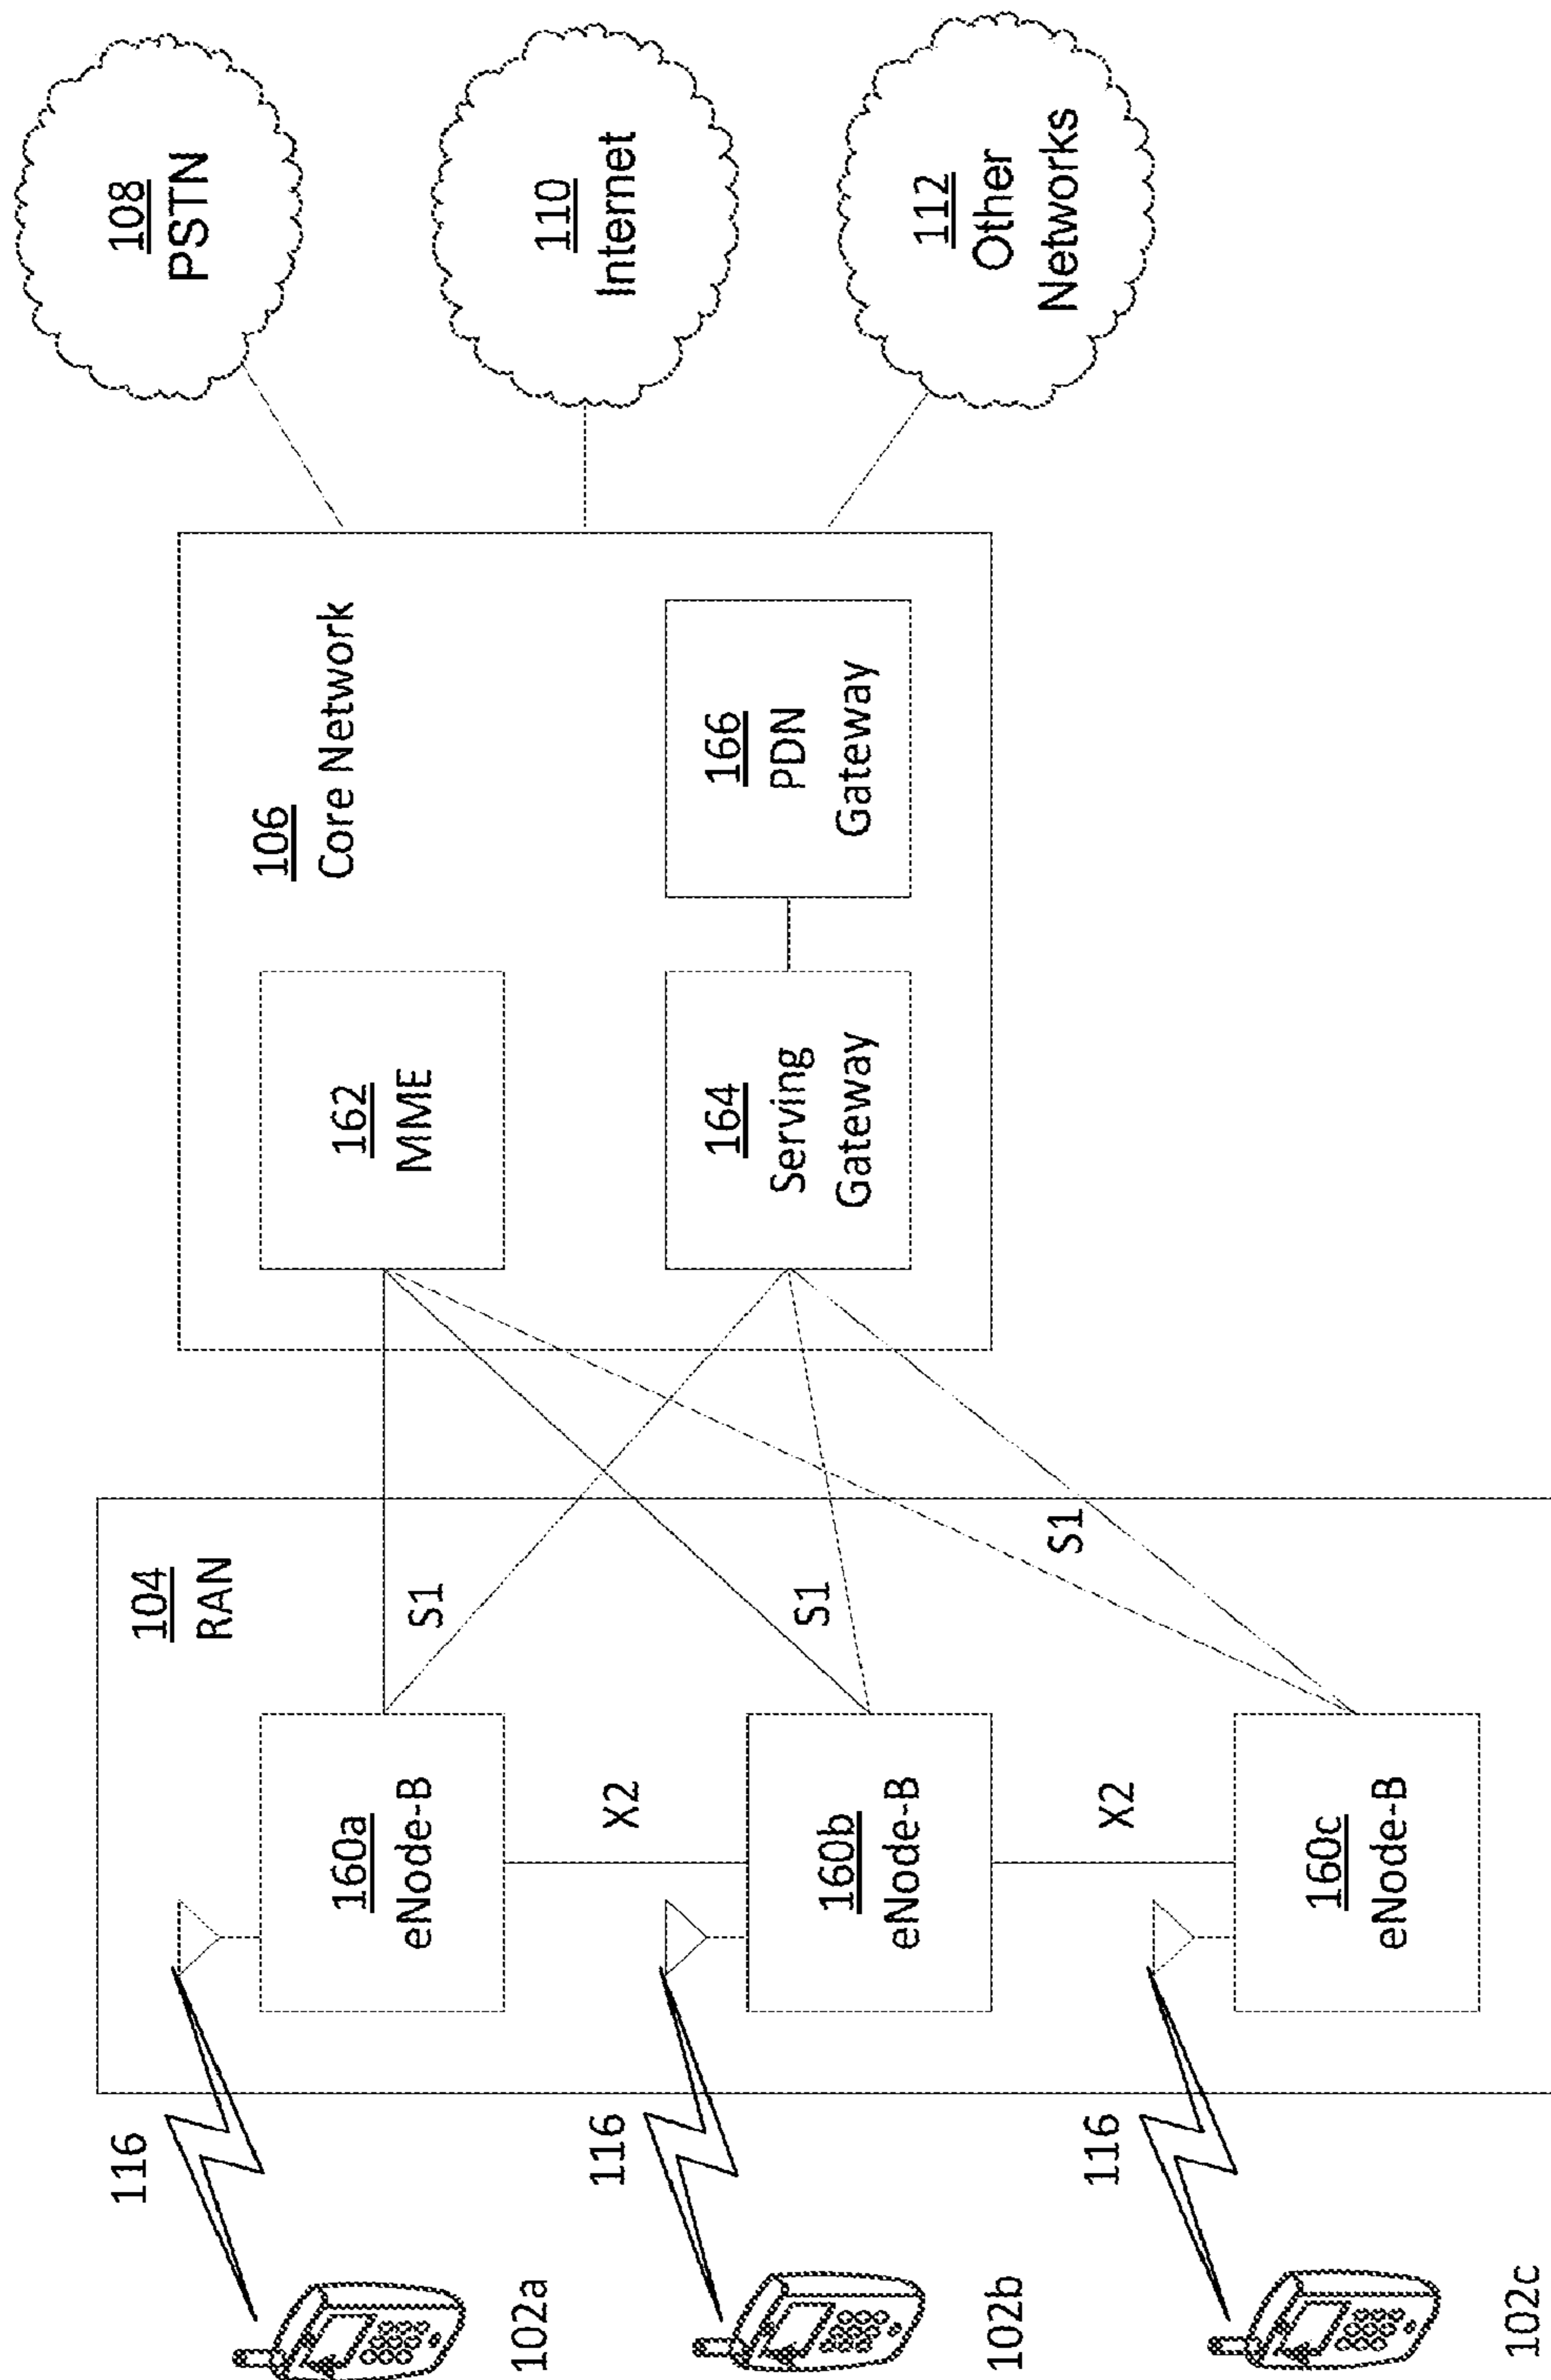 116
102a
116
102b
116
102c
104
RAN
160a
eNode-B
X2
160b
eNode-B
X2
160c
eNode-B
S1
S1
S1
106
Core Network
162
MME
164
Serving
Gateway
166
PDN
Gateway
108
PSTN
110
Internet
112
Other
Networks